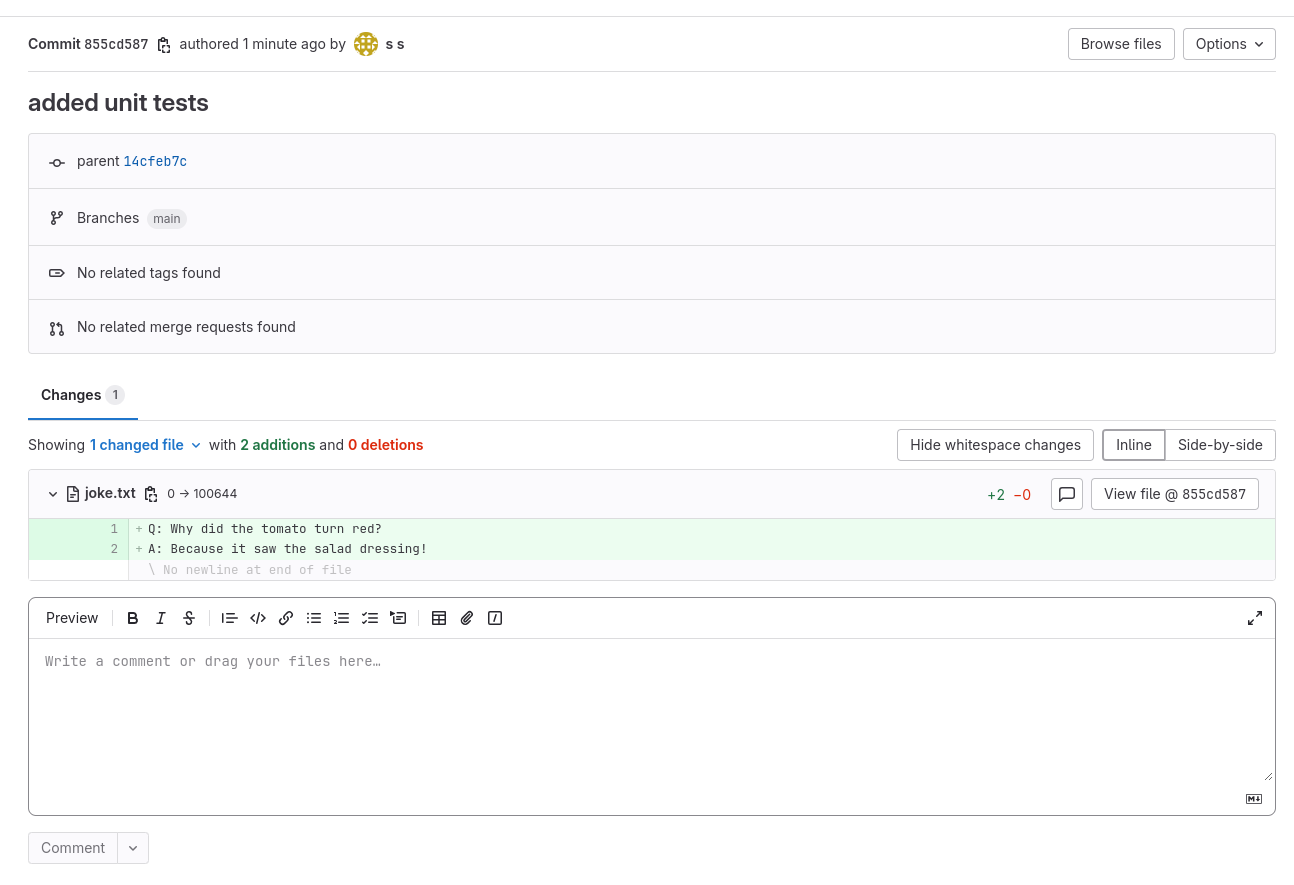 Commit 855cd587 authored 1 minute ago by s s Browse files Options
added unit tests
parent 14cfeb7c
Branches main
No related tags found
No related merge requests found
Changes 1
Showing 1 changed file with 2 additions and 0 deletions Hide whitespace changes Inline Side-by-side
joke.txt 0 → 100644 +2 −0 View file @ 855cd587
1 + Q: Why did the tomato turn red?
2 + A: Because it saw the salad dressing!
\ No newline at end of file
Preview
Write a comment or drag your files here…
Comment